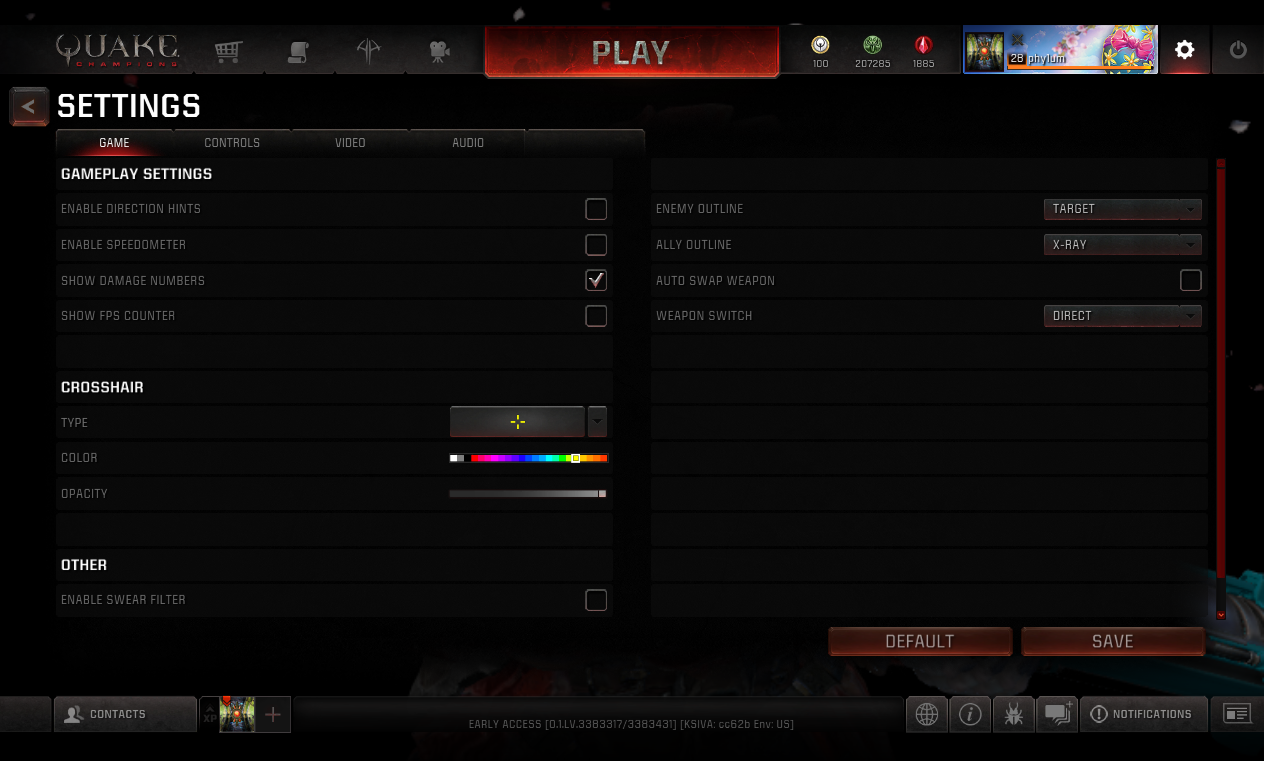 QUAKE
CHAMPIONS
PLAY
100
207285
1885
28 phylum
<
SETTINGS
GAME
CONTROLS
VIDEO
AUDIO
GAMEPLAY SETTINGS
ENABLE DIRECTION HINTS
ENEMY OUTLINE
TARGET
ENABLE SPEEDOMETER
ALLY OUTLINE
X-RAY
SHOW DAMAGE NUMBERS
AUTO SWAP WEAPON
SHOW FPS COUNTER
WEAPON SWITCH
DIRECT
CROSSHAIR
TYPE
COLOR
OPACITY
OTHER
ENABLE SWEAR FILTER
DEFAULT
SAVE
CONTACTS
XP
EARLY ACCESS [0.1.LV.3383317/3383431] [KSIVA: cc62b Env: US]
NOTIFICATIONS